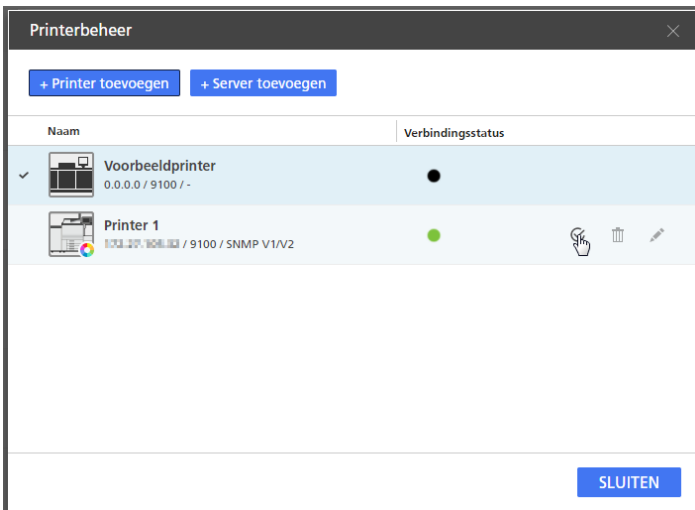 Printerbeheer
+ Printer toevoegen + Server toevoegen
Naam Verbindingsstatus
Voorbeeldprinter
0.0.0.0 / 9100 / -
Printer 1
/ 9100 / SNMP V1/V2
SLUITEN